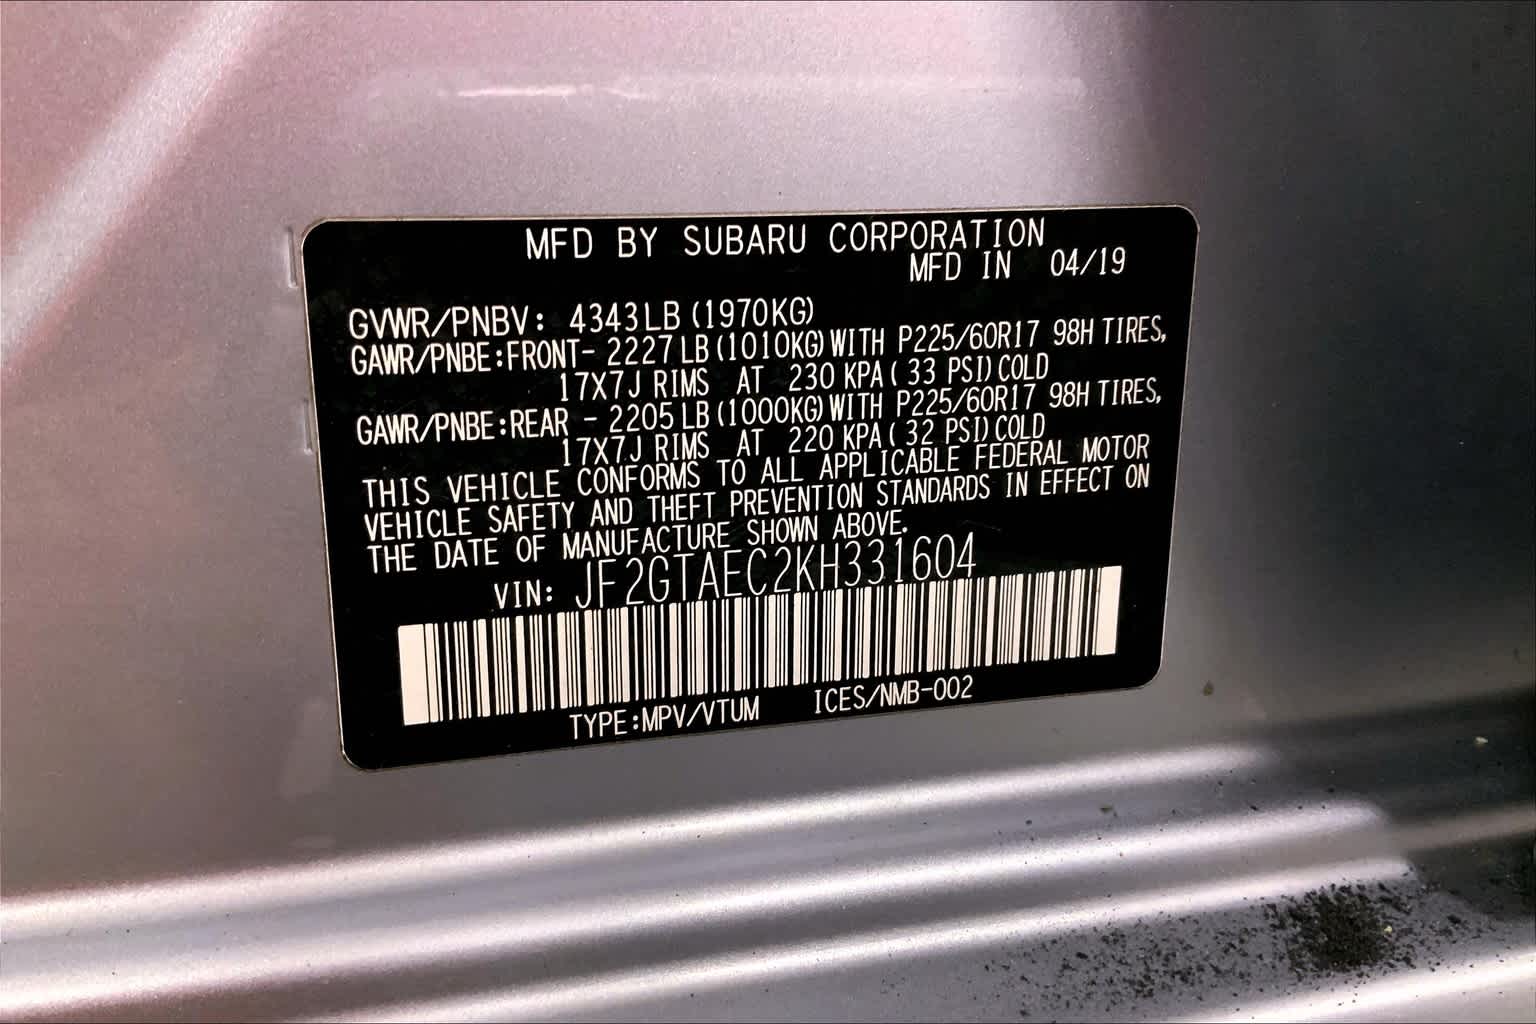 MFD BY SUBARU CORPORATION
MFD IN 04/19
GVWR/PNBV: 4343LB (1970KG)
GAWR/PNBE:FRONT- 2227LB (1010KG) WITH P225/60R17 98H TIRES,
17X7J RIMS AT 230 KPA ( 33 PSI) COLD
GAWR/PNBE:REAR - 2205LB (1000KG) WITH P225/60R17 98H TIRES,
17X7J RIMS AT 220 KPA ( 32 PSI) COLD
THIS VEHICLE CONFORMS TO ALL APPLICABLE FEDERAL MOTOR
VEHICLE SAFETY AND THEFT PREVENTION STANDARDS IN EFFECT ON
THE DATE OF MANUFACTURE SHOWN ABOVE.
VIN: JF2GTAEC2KH331604
TYPE:MPV/VTUM ICES/NMB-002